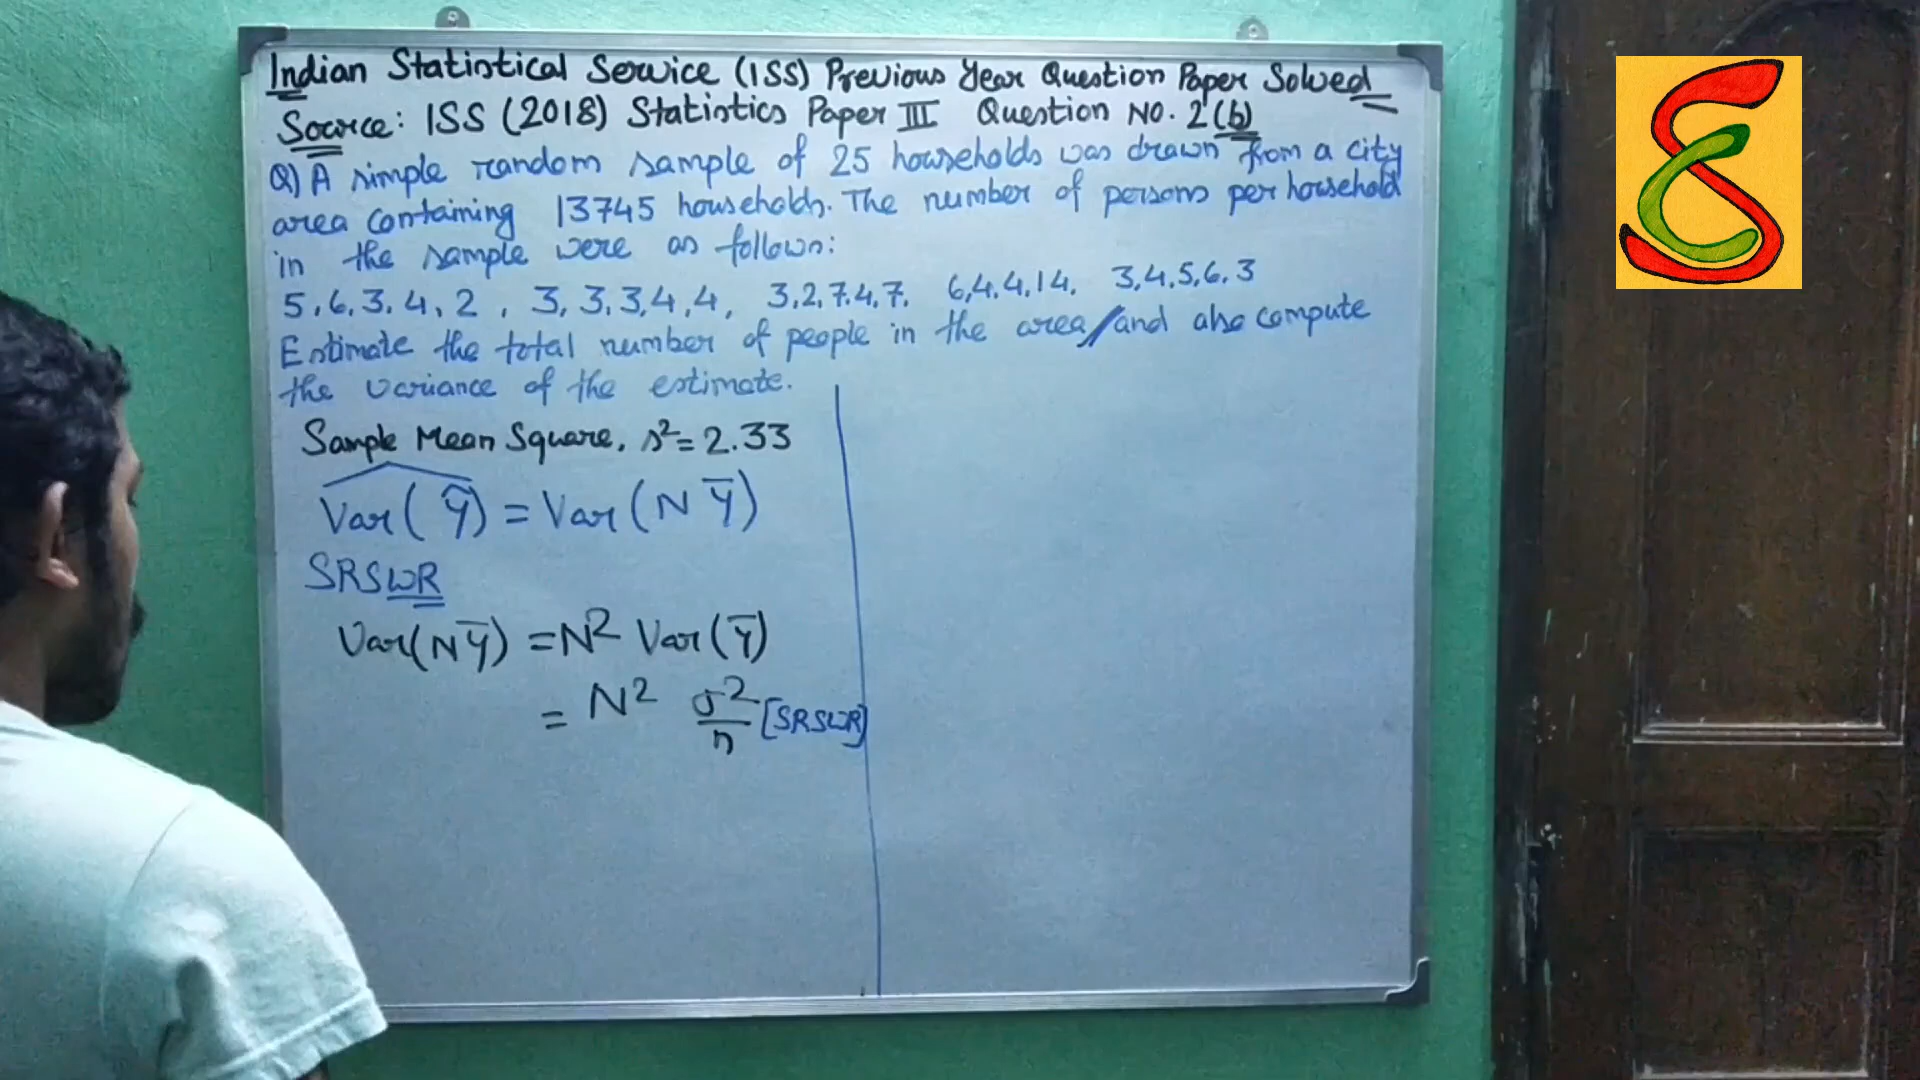 Indian Statistical Service (ISS) Previous Year Question Paper Solved
Source: ISS (2018) Statistics Paper III Question No. 2(b)
Q) A simple random sample of 25 households was drawn from a city
area containing 13745 households. The number of persons per household
in the sample were as follows:
5, 6, 3, 4, 2, 3, 3, 3, 4, 4, 3, 2, 7, 4, 7, 6, 4, 4, 14, 3, 4, 5, 6, 3
Estimate the total number of people in the area/and also compute
the variance of the estimate.
Sample Mean Square, s²= 2.33
Var(Ŷ) = Var(N ȳ)
SRSWR
Var(N ȳ) = N² Var(ȳ)
= N² σ²/n [SRSWR]